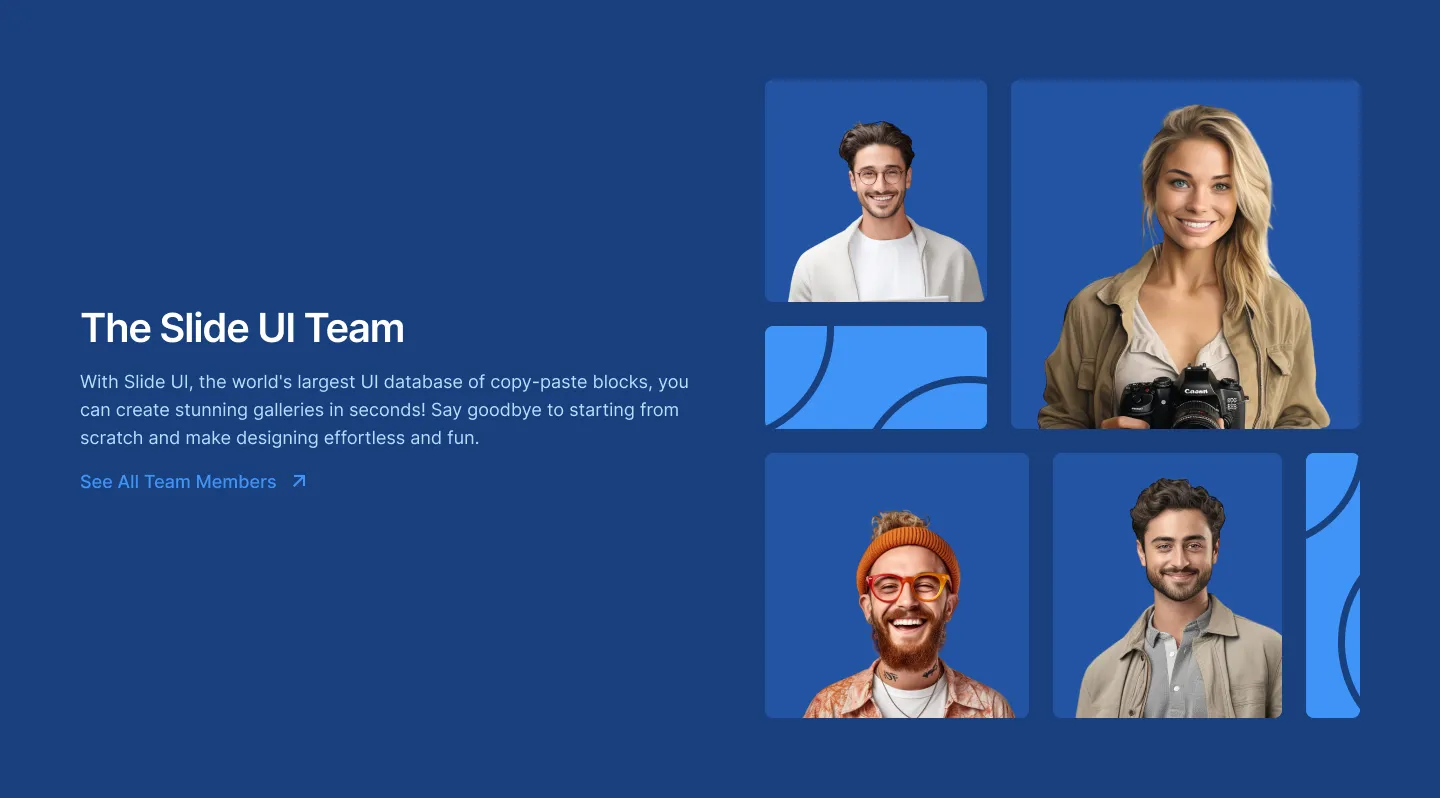 The Slide UI Team
With Slide UI, the world's largest UI database of copy-paste blocks, you
can create stunning galleries in seconds! Say goodbye to starting from
scratch and make designing effortless and fun.
See All Team Members
Canon